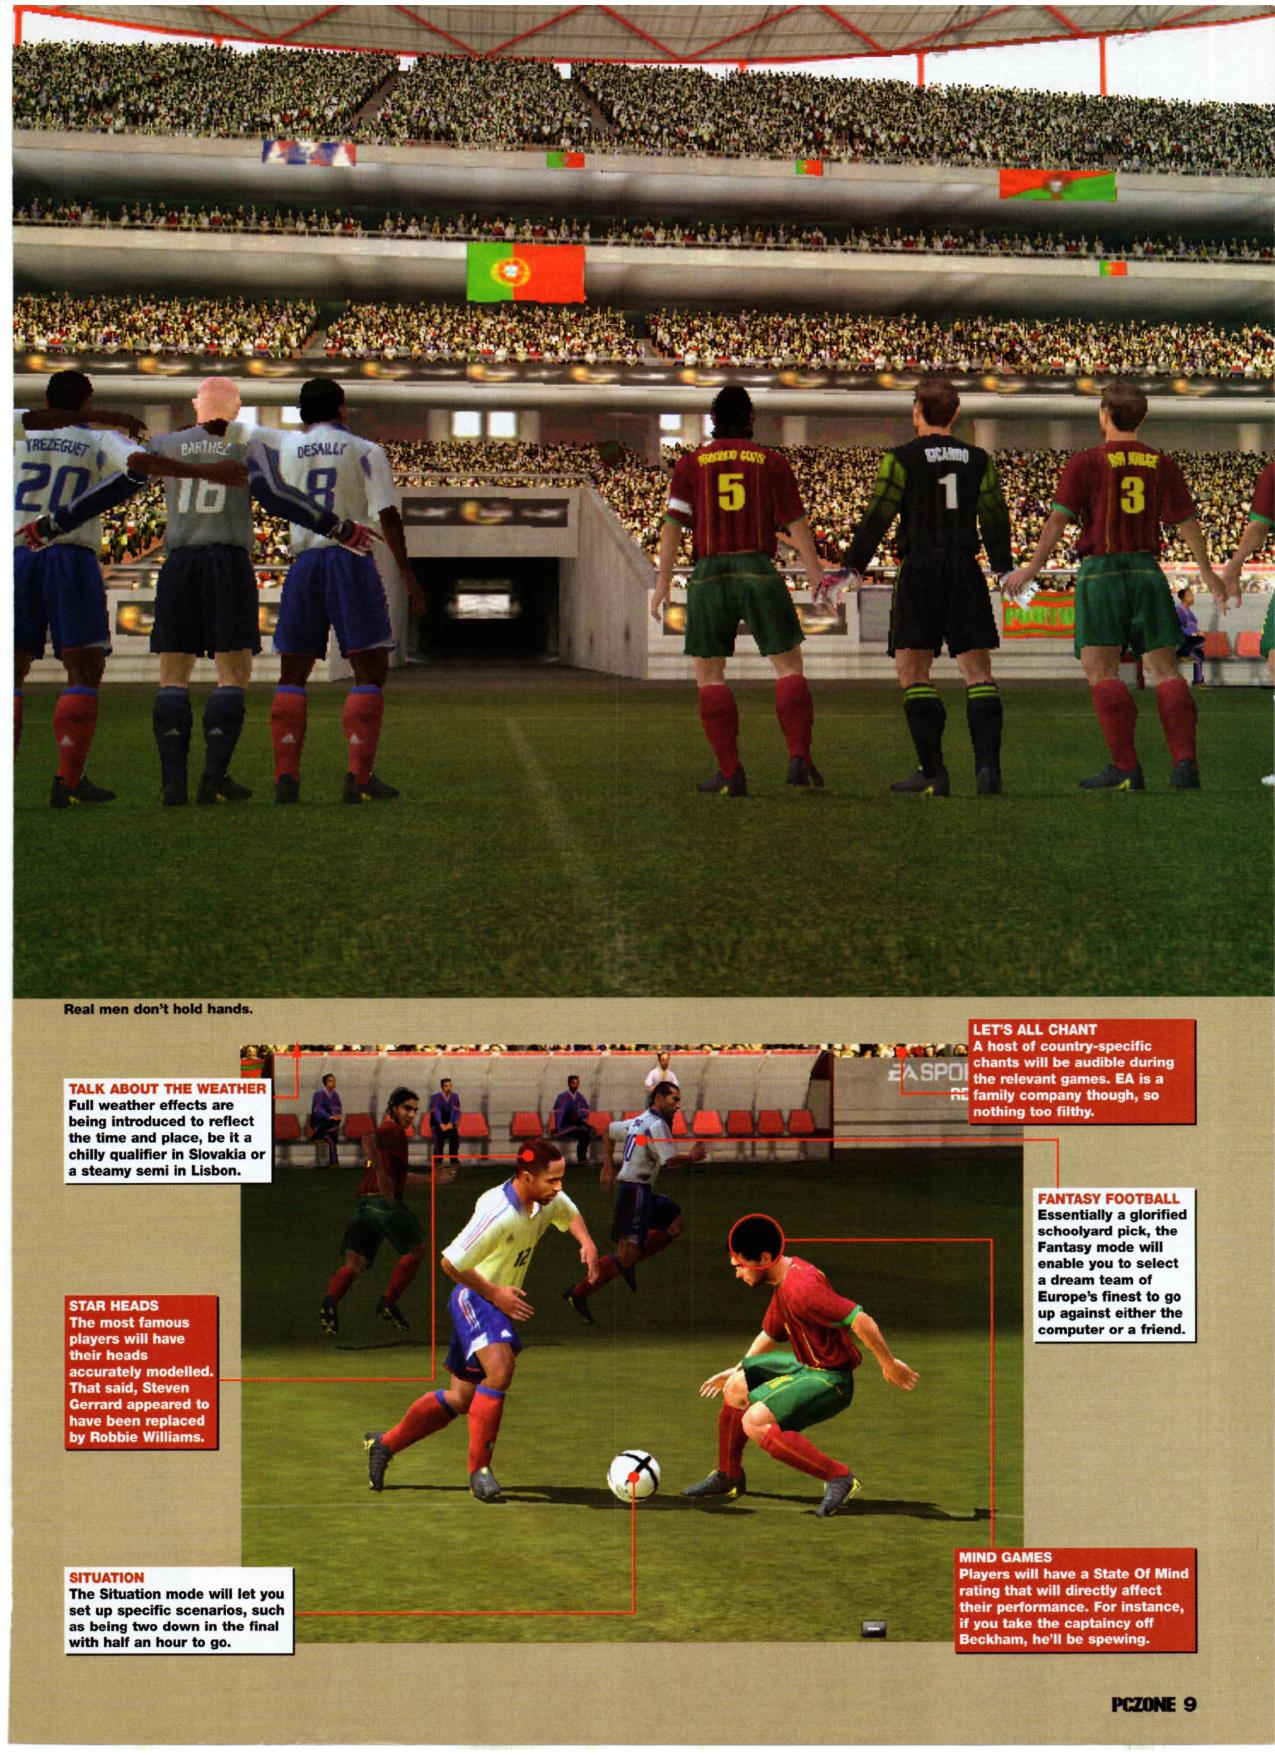 TREZEGUET
20
BARTHEZ
16
DESAILLY
8
FERNANDO COUTO
5
RICARDO
1
RUI JORGE
3
Real men don't hold hands.
LET'S ALL CHANT
A host of country-specific
chants will be audible during
the relevant games. EA is a
family company though, so
nothing too filthy.
EA SPO
RE
TALK ABOUT THE WEATHER
Full weather effects are
being introduced to reflect
the time and place, be it a
chilly qualifier in Slovakia or
a steamy semi in Lisbon.
FANTASY FOOTBALL
Essentially a glorified
schoolyard pick, the
Fantasy mode will
enable you to select
a dream team of
Europe's finest to go
up against either the
computer or a friend.
10
12
STAR HEADS
The most famous
players will have
their heads
accurately modelled.
That said, Steven
Gerrard appeared to
have been replaced
by Robbie Williams.
SITUATION
The Situation mode will let you
set up specific scenarios, such
as being two down in the final
with half an hour to go.
MIND GAMES
Players will have a State Of Mind
rating that will directly affect
their performance. For instance,
if you take the captaincy off
Beckham, he'll be spewing.
PCZONE 9